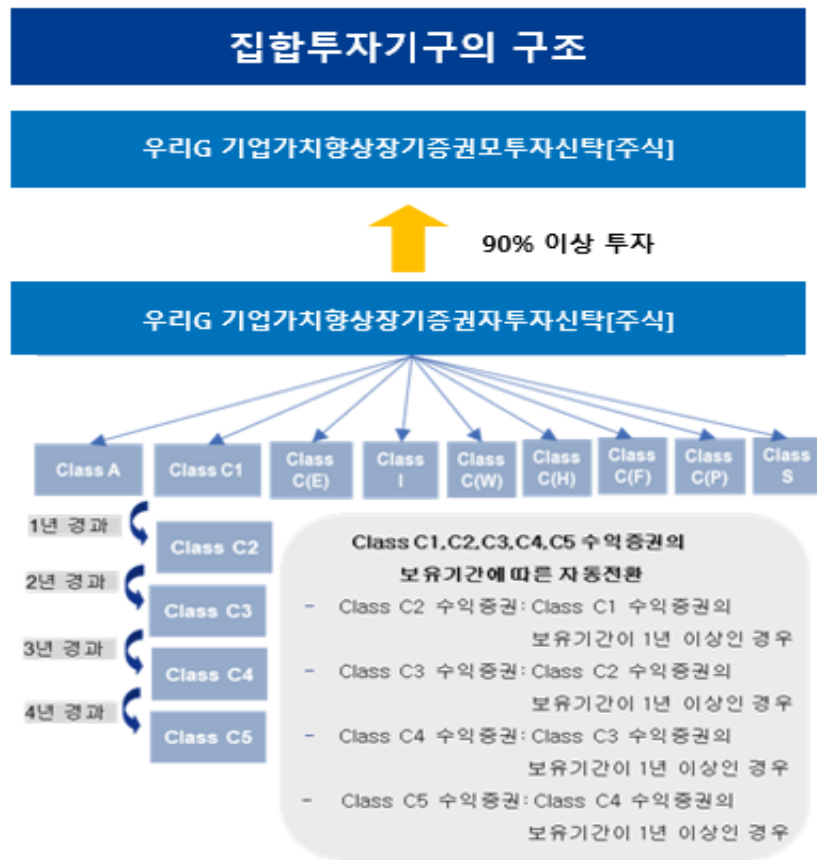 집합투자기구의 구조
우리G 기업가치향상장기증권모투자신탁[주식]
90% 이상 투자
우리G 기업가치향상장기증권자투자신탁[주식]
Class A
Class C1
Class
C(E)
Class
I
Class
C(W)
Class
C(H)
Class
C(F)
Class
C(P)
Class
S
1년 경과
Class C2
2년 경과
Class C3
3년 경과
Class C4
4년 경과
Class C5
Class C1,C2,C3,C4,C5 수익증권의
보유기간에 따른 자동전환
- Class C2 수익증권: Class C1 수익증권의
보유기간이 1년 이상인 경우
- Class C3 수익증권: Class C2 수익증권의
보유기간이 1년 이상인 경우
- Class C4 수익증권: Class C3 수익증권의
보유기간이 1년 이상인 경우
- Class C5 수익증권: Class C4 수익증권의
보유기간이 1년 이상인 경우